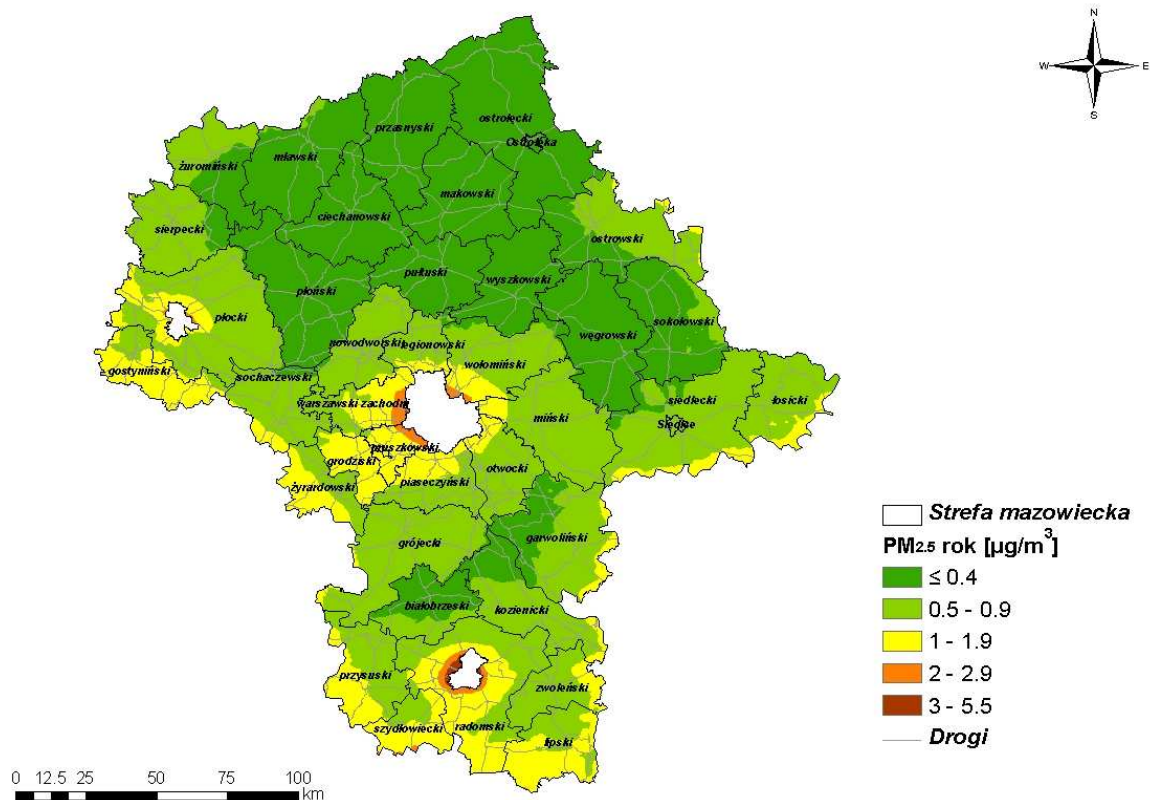 N
W E
S
przasnyski
ostrołęcki
Ostrołęka
mławski
żuromiński
makowski
ciechanowski
sierpecki
ostrowski
pułtuski
wyszkowski
płoński
sokołowski
płocki
węgrowski
nowodworski
legionowski
wołomiński
gostyniński
sochaczewski
siedlecki
łosicki
warszawski zachodni
miński
Siedlce
pruszkowski
grodziski
otwocki
piaseczyński
żyrardowski
garwoliński
grójecki
białobrzeski
kozienicki
przysuski
zwoleński
szydłowiecki
radomski
lipski
Strefa mazowiecka
PM2.5 rok [µg/m³]
≤ 0.4
0.5 - 0.9
1 - 1.9
2 - 2.9
3 - 5.5
Drogi
0 12.5 25 50 75 100
km